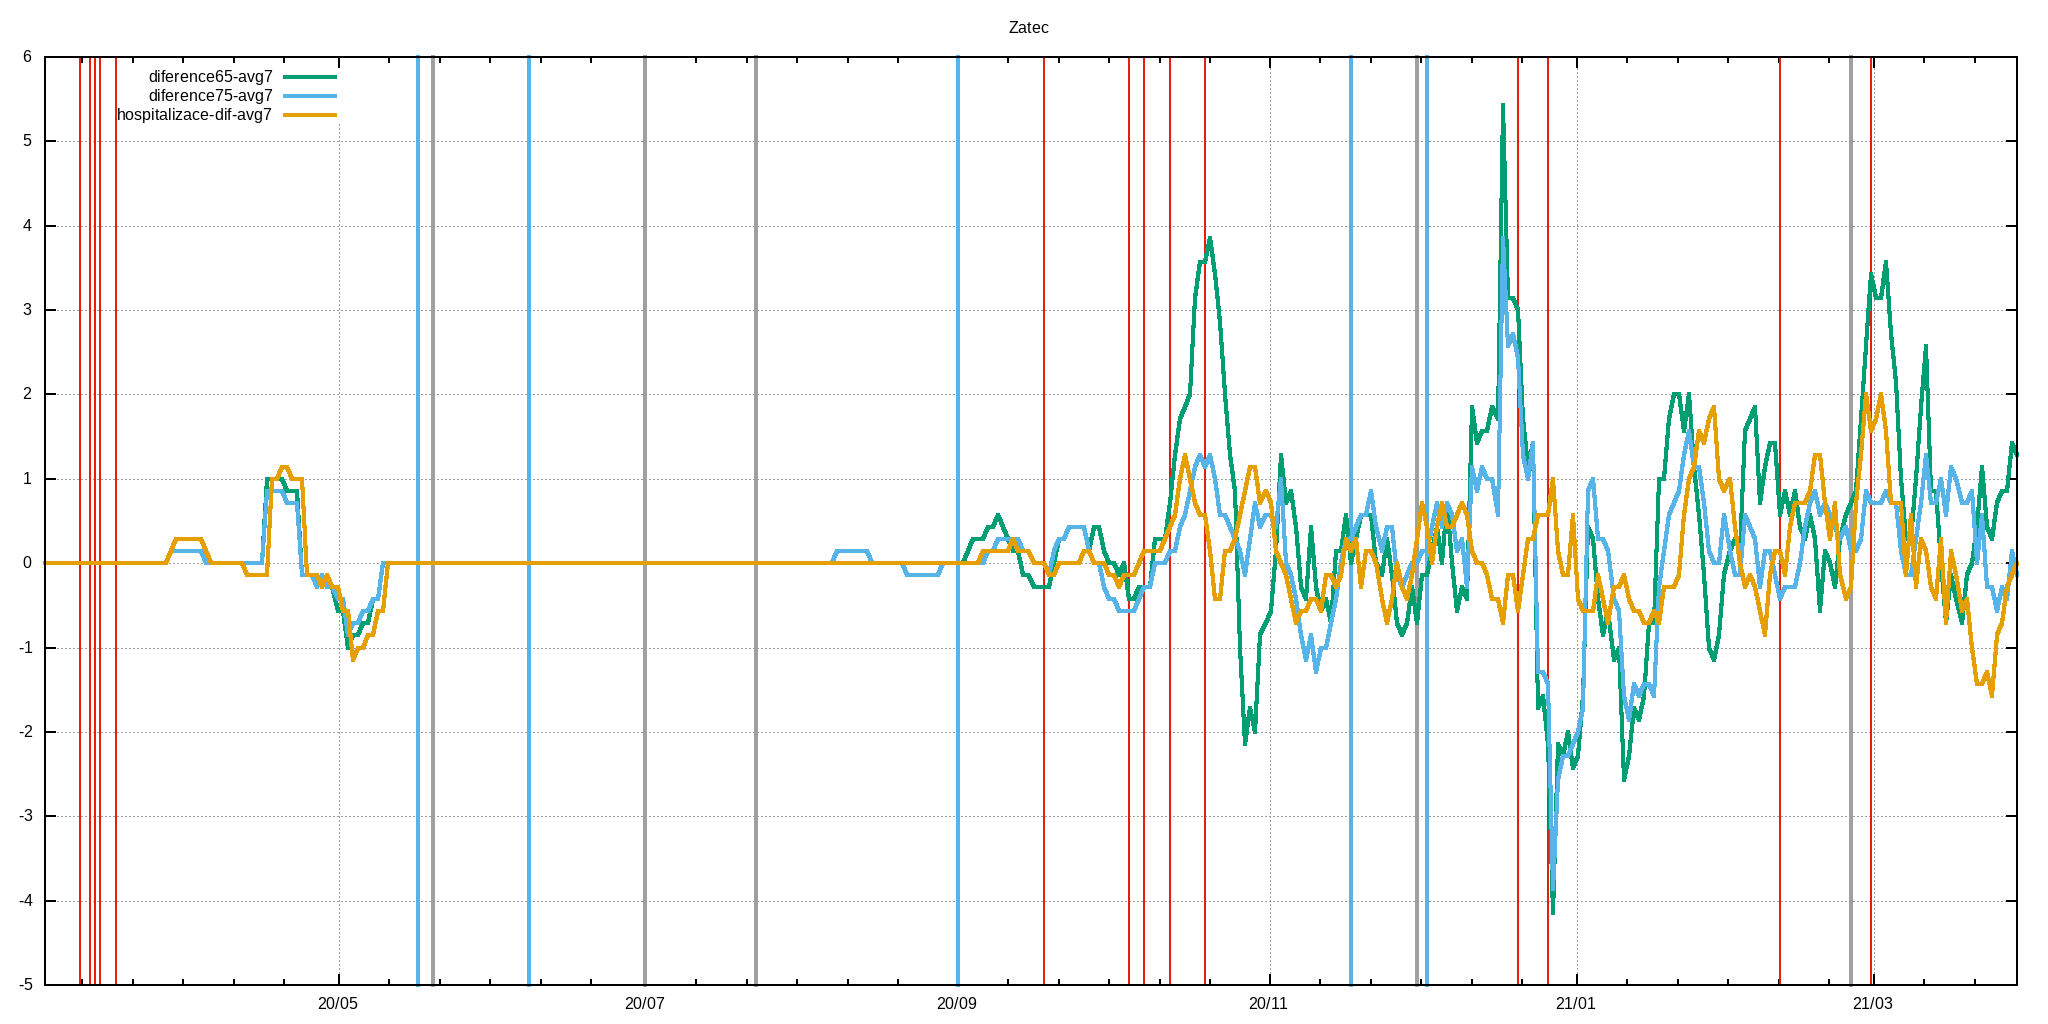 Zatec
6
diference65-avg7
diference75-avg7
hospitalizace-dif-avg7
5
4
3
2
1
0
-1
-2
-3
-4
-5
20/05 20/07 20/09 20/11 21/01 21/03